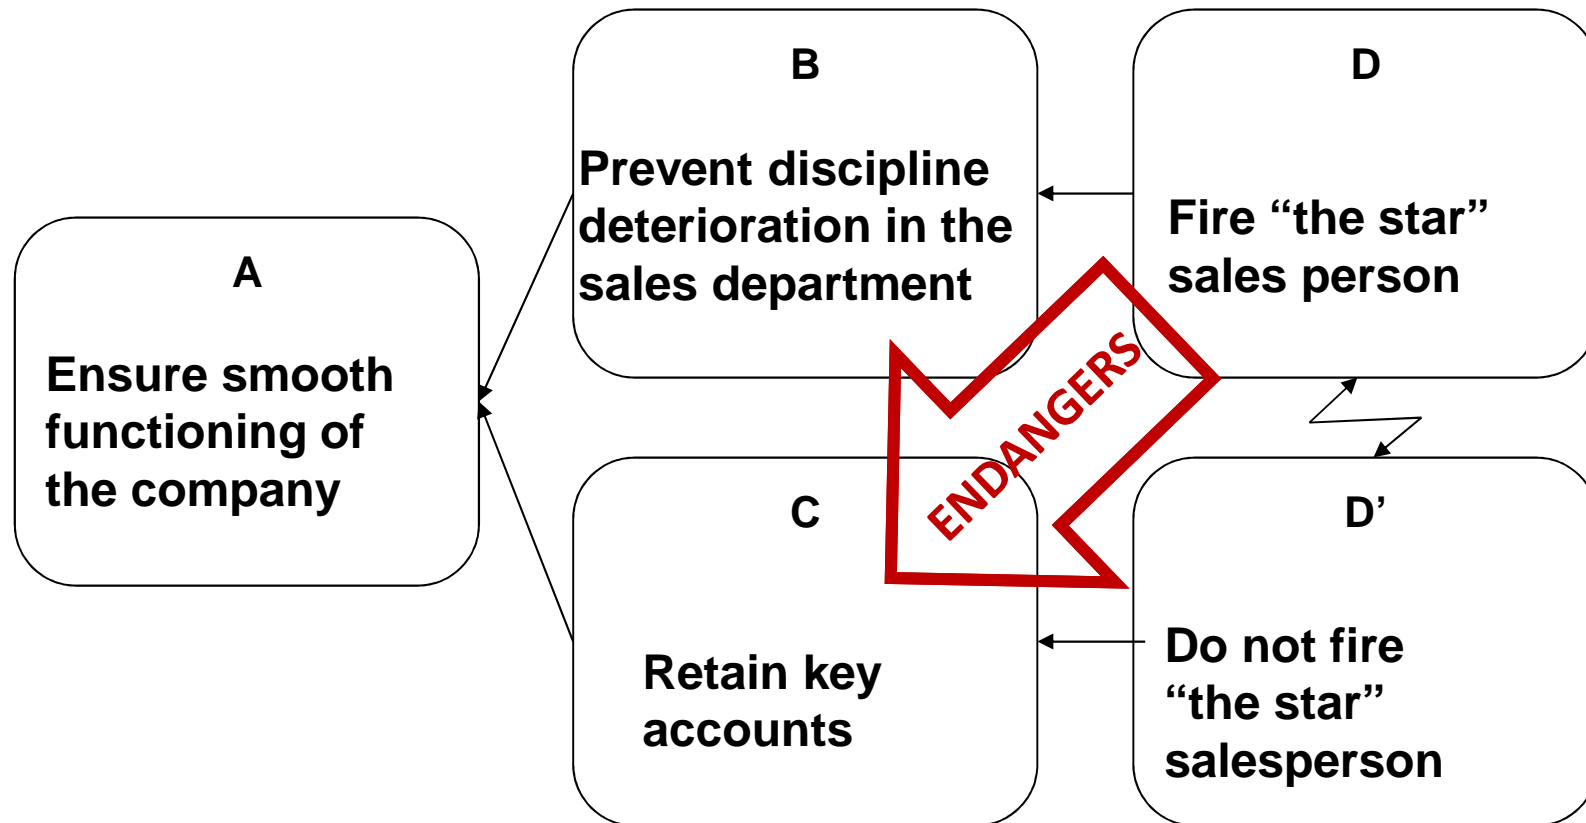 A
Ensure smooth
functioning of
the company
B
Prevent discipline
deterioration in the
sales department
C
Retain key
accounts
D
Fire “the star”
sales person
D’
Do not fire
“the star”
salesperson
ENDANGERS